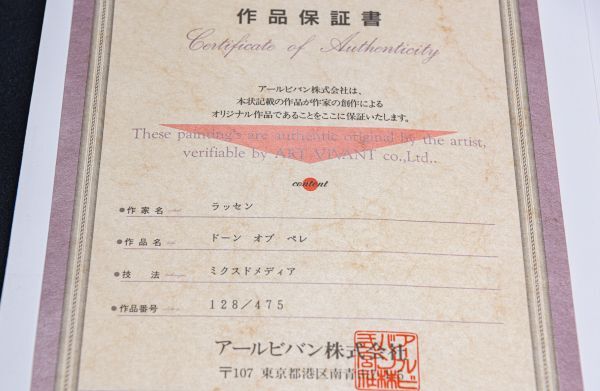 作品保証書
Certificate of Authenticity
アールビバン株式会社は、
本状記載の作品が作家の創作による
オリジナル作品であることをここに保証いたします。
These painting's are authentic original by the artist,
verifiable by ART VIVANT co.,Ltd..
content
作家名 ラッセン
作品名 ドーン オブ ペレ
技法 ミクスドメディア
作品番号 128/475
アールビバン株式会社
〒107 東京都港区南青山